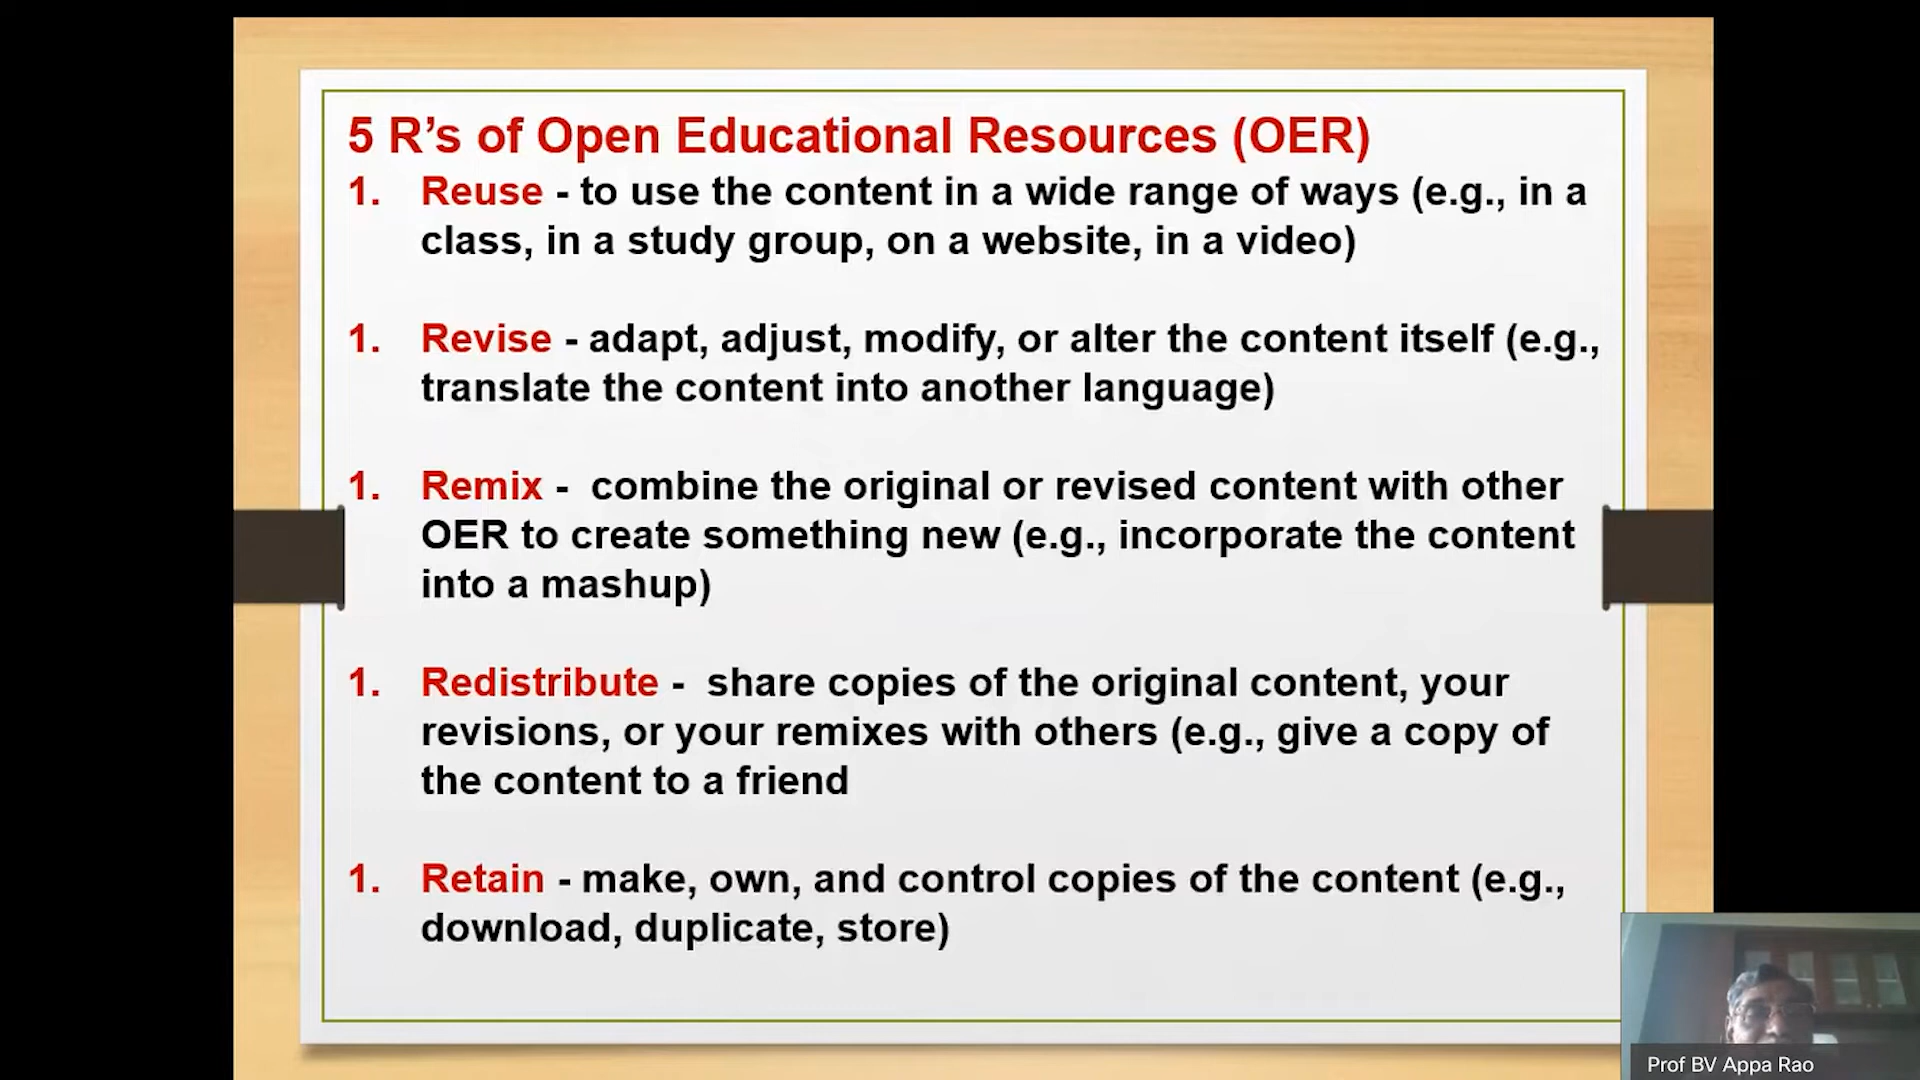 5 R’s of Open Educational Resources (OER)
1. Reuse - to use the content in a wide range of ways (e.g., in a
class, in a study group, on a website, in a video)
1. Revise - adapt, adjust, modify, or alter the content itself (e.g.,
translate the content into another language)
1. Remix - combine the original or revised content with other
OER to create something new (e.g., incorporate the content
into a mashup)
1. Redistribute - share copies of the original content, your
revisions, or your remixes with others (e.g., give a copy of
the content to a friend
1. Retain - make, own, and control copies of the content (e.g.,
download, duplicate, store)
Prof BV Appa Rao